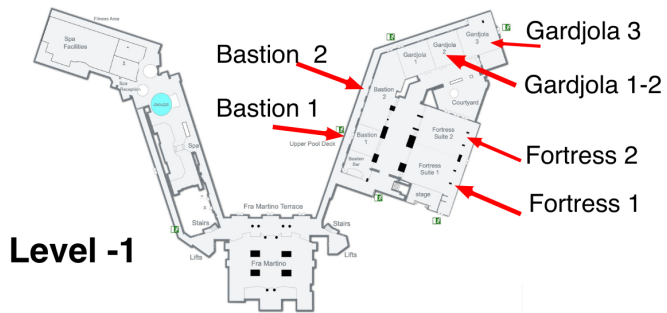 Fitness Area
Spa
Facilities
Spa
Reception
Spa
Bastion 2
Bastion 1
Gardjola 3
Gardjola 1-2
Fortress 2
Fortress 1
Gardjola
1
Gardjola
2
Gardjola
3
Bastion
2
Courtyard
Bastion
1
Upper Pool Deck
Bastion
Bar
Fortress
Suite 2
Fortress
Suite 1
stage
Fra Martino Terrace
Stairs
Stairs
Lifts
Lifts
Fra Martino
Level -1